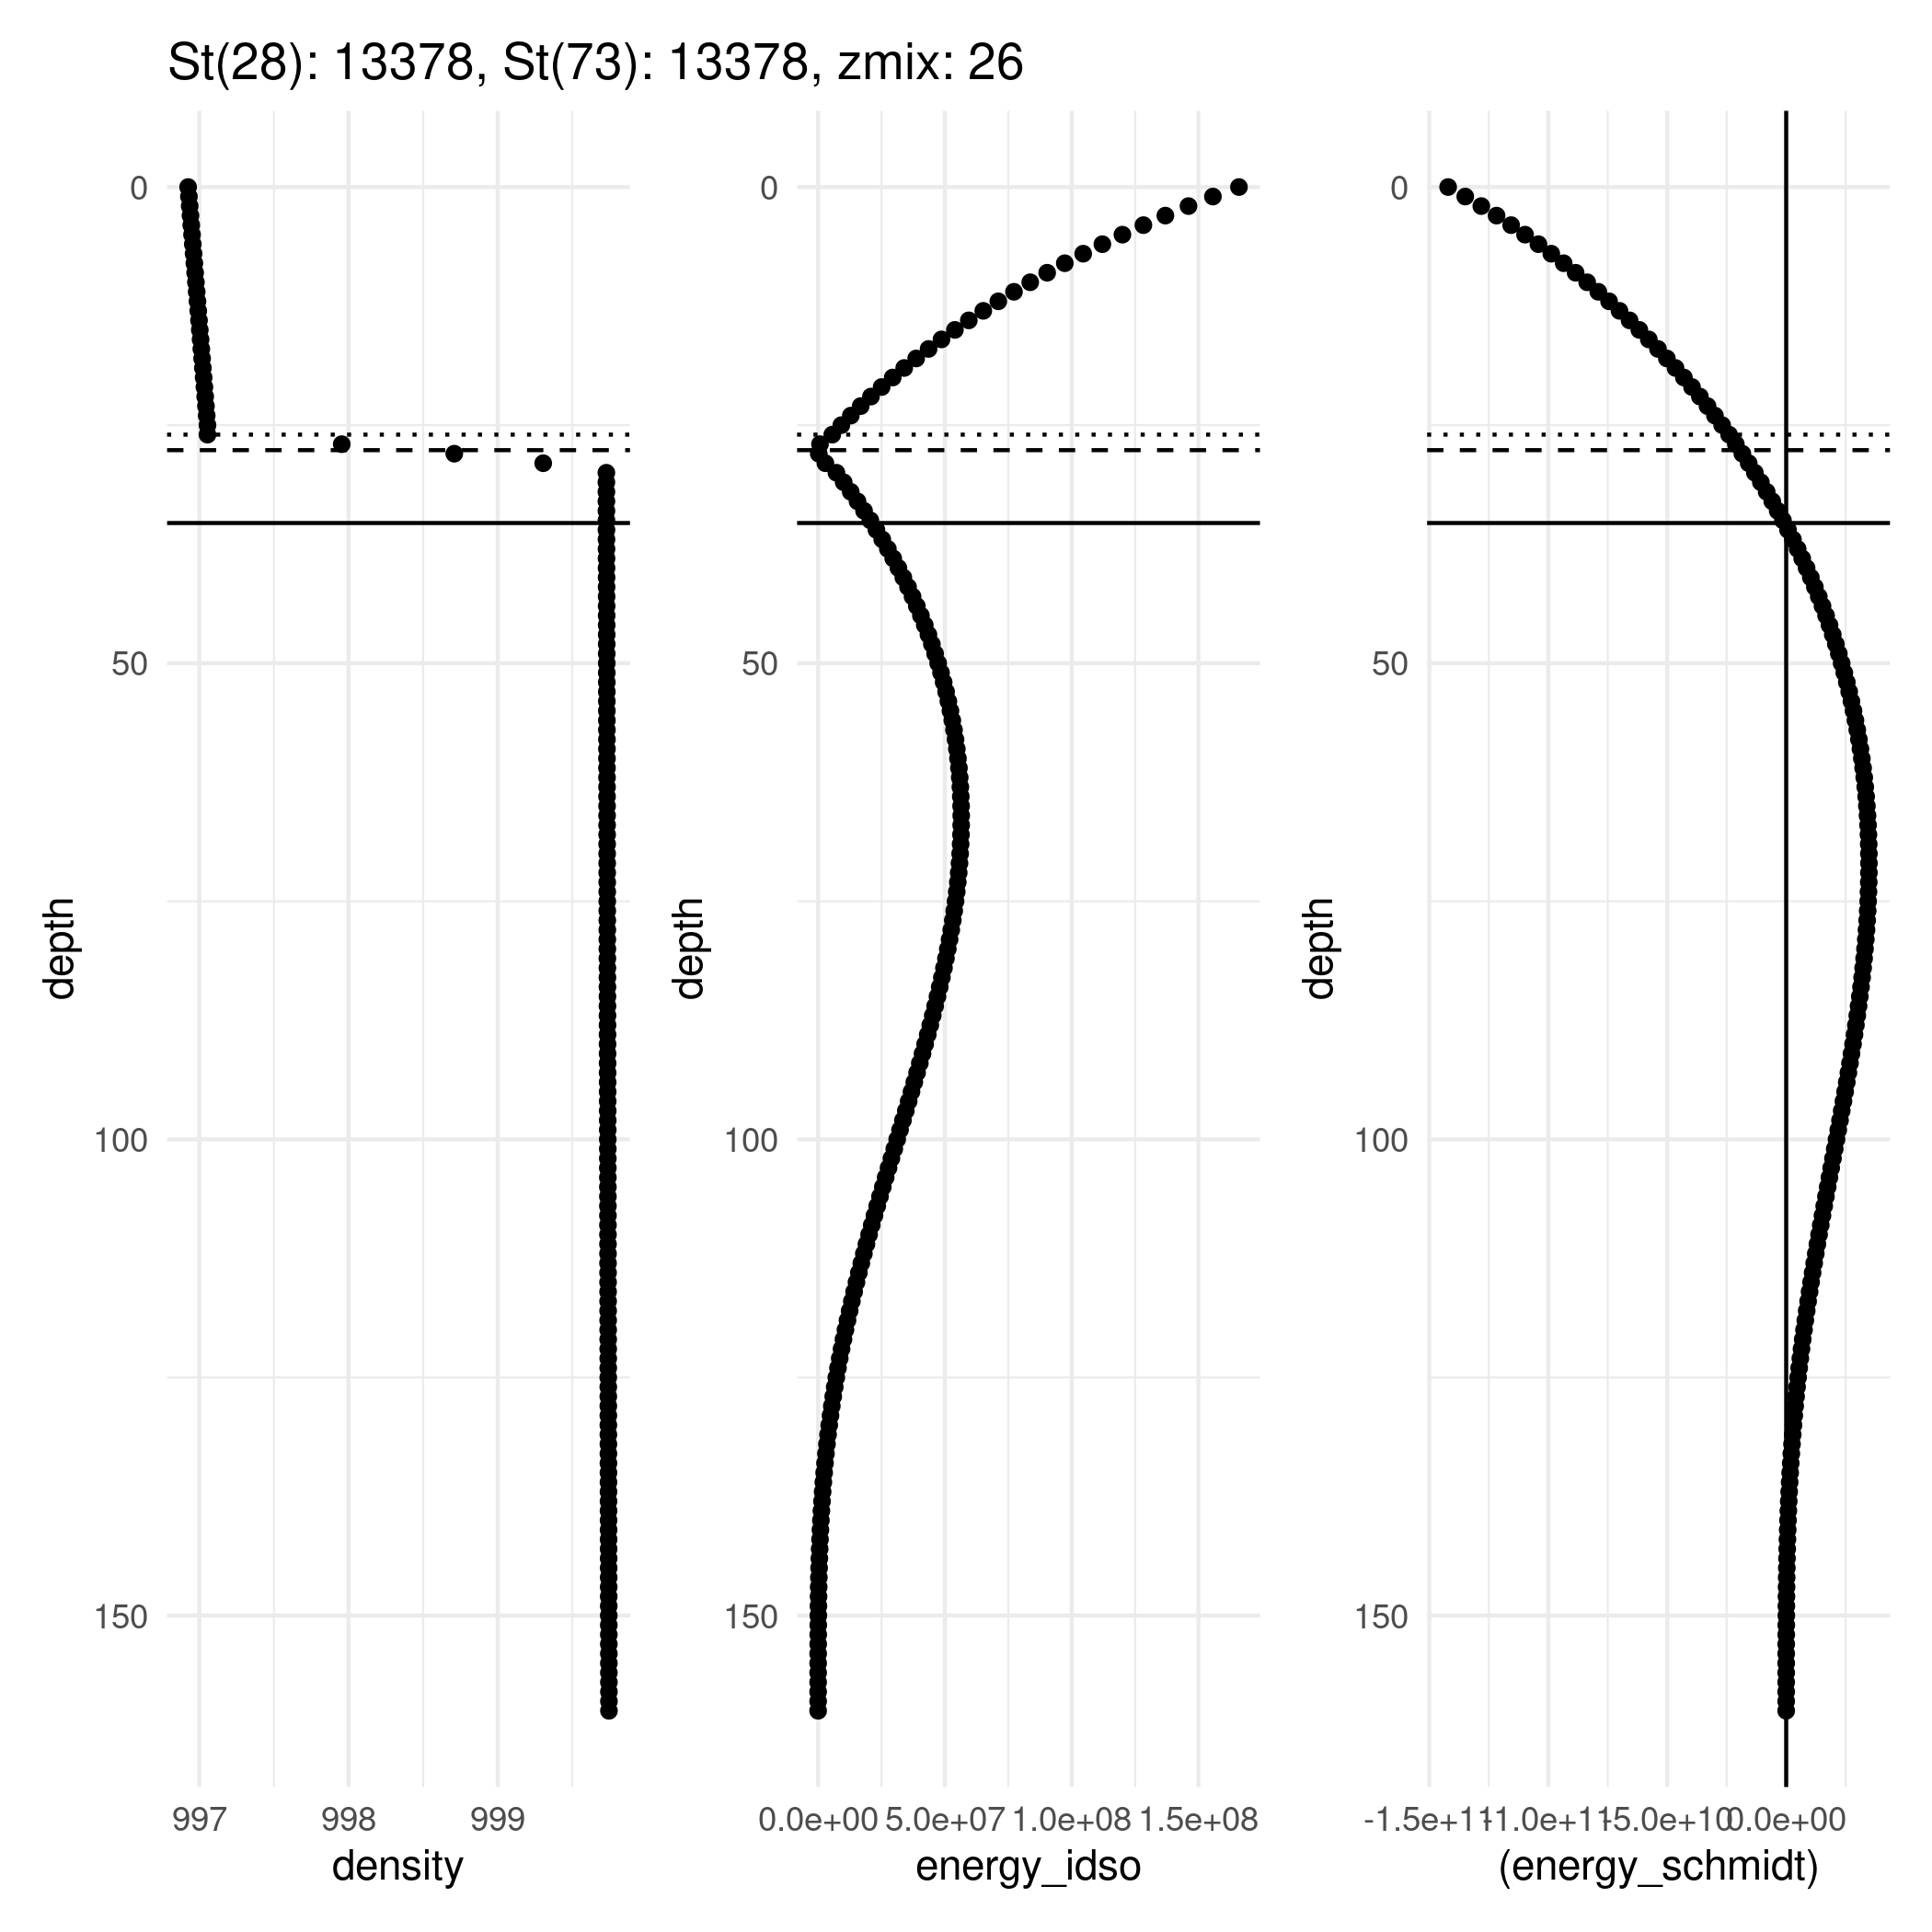 St(28): 13378, St(73): 13378, zmix: 26
depth
0
50
100
150
997
998
999
density
depth
0
50
100
150
0.0e+00
5.0e+07
1.0e+08
1.5e+08
energy_idso
depth
0
50
100
150
-1.5e+11
-1.0e+11
-5.0e+10
0.0e+00
(energy_schmidt)